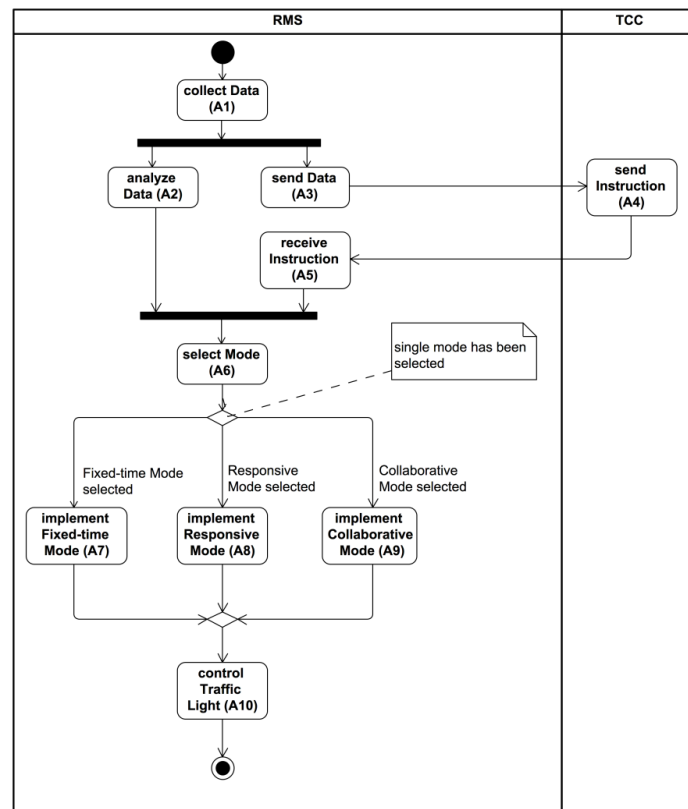 RMS
TCC
collect Data
(A1)
analyze
Data (A2)
send Data
(A3)
send
Instruction
(A4)
receive
Instruction
(A5)
select Mode
(A6)
single mode has been
selected
Fixed-time Mode
selected
Responsive
Mode selected
Collaborative
Mode selected
implement
Fixed-time
Mode (A7)
implement
Responsive
Mode (A8)
implement
Collaborative
Mode (A9)
control
Traffic
Light (A10)